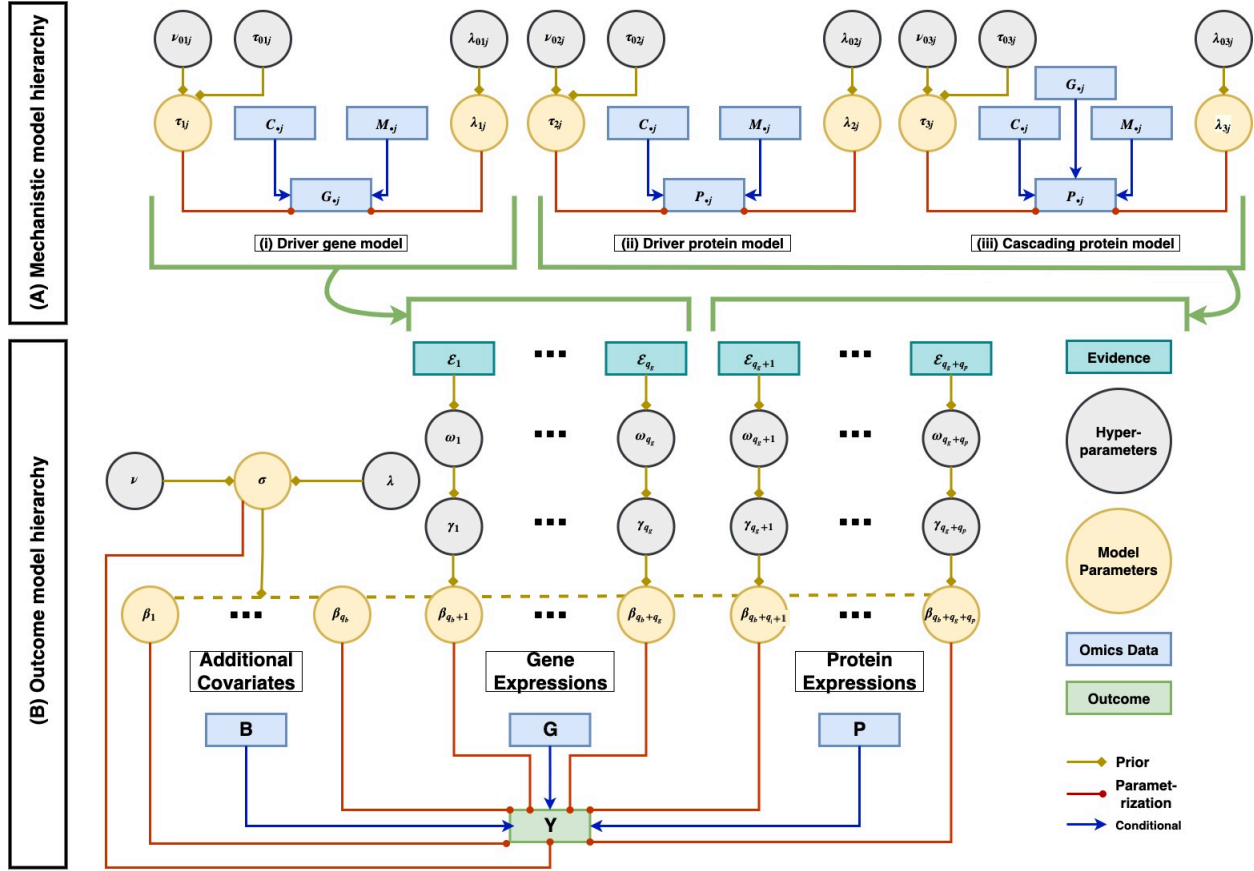 (A) Mechanistic model hierarchy
ν01j τ01j λ01j ν02j τ02j λ02j ν03j τ03j λ03j
G•j
τ1j C•j M•j λ1j τ2j C•j M•j λ2j τ3j C•j M•j λ3j
G•j P•j P•j
(i) Driver gene model (ii) Driver protein model (iii) Cascading protein model
(B) Outcome model hierarchy
ℰ1 ℰqg ℰqg+1 ℰqg+qp
ω1 ωqg ωqg+1 ωqg+qp
ν σ λ
γ1 γqg γqg+1 γqg+qp
β1 βqb βqb+1 βqb+qg βqb+qi+1 βqb+qg+qp
Additional
Covariates
Gene
Expressions
Protein
Expressions
B G P
Y
Evidence
Hyper-
parameters
Model
Parameters
Omics Data
Outcome
Prior
Paramet-
rization
Conditional